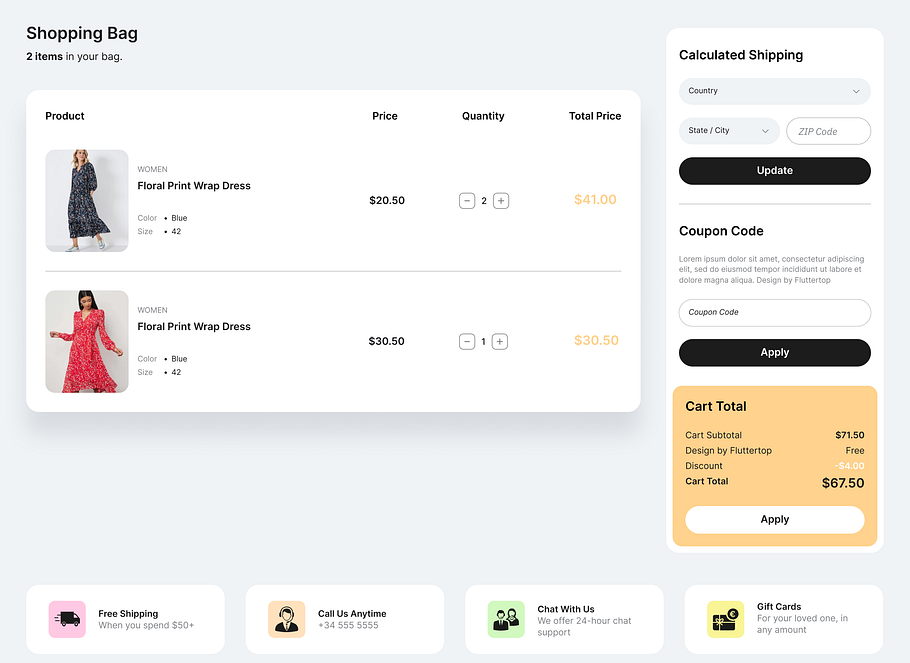 Shopping Bag
2 items in your bag.
Product Price Quantity Total Price
WOMEN
Floral Print Wrap Dress
Color • Blue
Size • 42
$20.50 − 2 + $41.00
WOMEN
Floral Print Wrap Dress
Color • Blue
Size • 42
$30.50 − 1 + $30.50
Calculated Shipping
Country
State / City ZIP Code
Update
Coupon Code
Lorem ipsum dolor sit amet, consectetur adipiscing
elit, sed do eiusmod tempor incididunt ut labore et
dolore magna aliqua. Design by Fluttertop
Coupon Code
Apply
Cart Total
Cart Subtotal $71.50
Design by Fluttertop Free
Discount -$4.00
Cart Total $67.50
Apply
Free Shipping
When you spend $50+
Call Us Anytime
+34 555 5555
Chat With Us
We offer 24-hour chat
support
Gift Cards
For your loved one, in
any amount